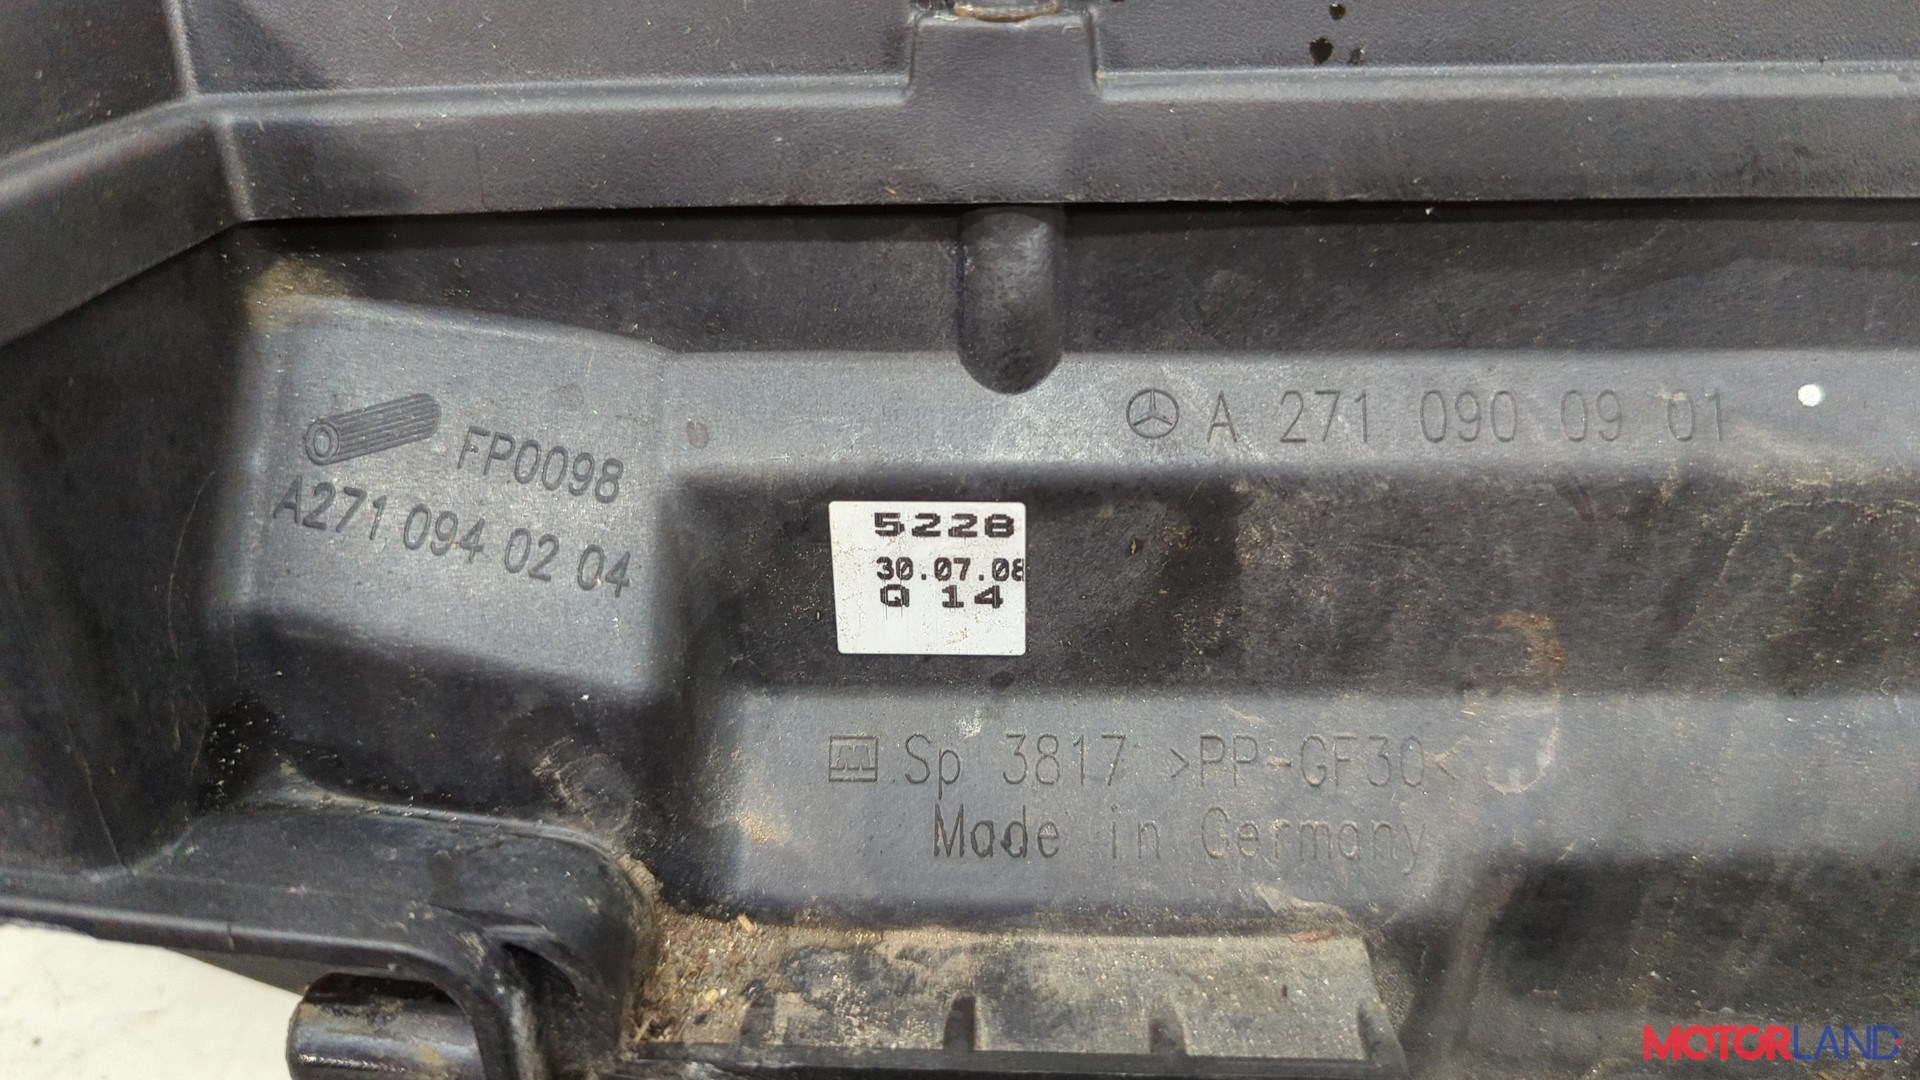 FP0098
A271 094 02 04
A 271 090 09 01
5228
30.07.08
Q 14
Sp 3817 >PP-GF30<
Made in Germany
MOTORLAND